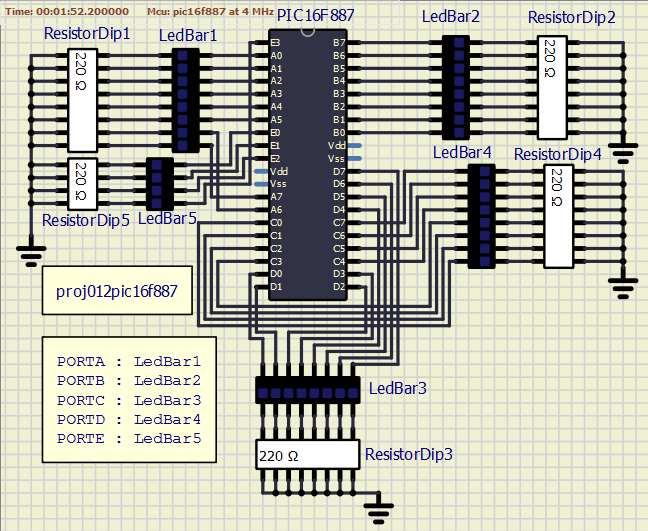 Time: 00:01:52.200000 Mcu: pic16f887 at 4 MHz
PIC16F887
LedBar2
ResistorDip2
ResistorDip1
LedBar1
220 Ω
220 Ω
E3 B7
A0 B6
A1 B5
A2 B4
A3 B3
A4 B2
A5 B1
E0 B0
E1 Vdd
E2 Vss
Vdd D7
Vss D6
A7 D5
A6 D4
C0 C7
C1 C6
C2 C5
C3 C4
D0 D3
D1 D2
LedBar4
ResistorDip4
220 Ω
220 Ω
ResistorDip5
LedBar5
proj012pic16f887
PORTA : LedBar1
PORTB : LedBar2
PORTC : LedBar3
PORTD : LedBar4
PORTE : LedBar5
LedBar3
220 Ω
ResistorDip3